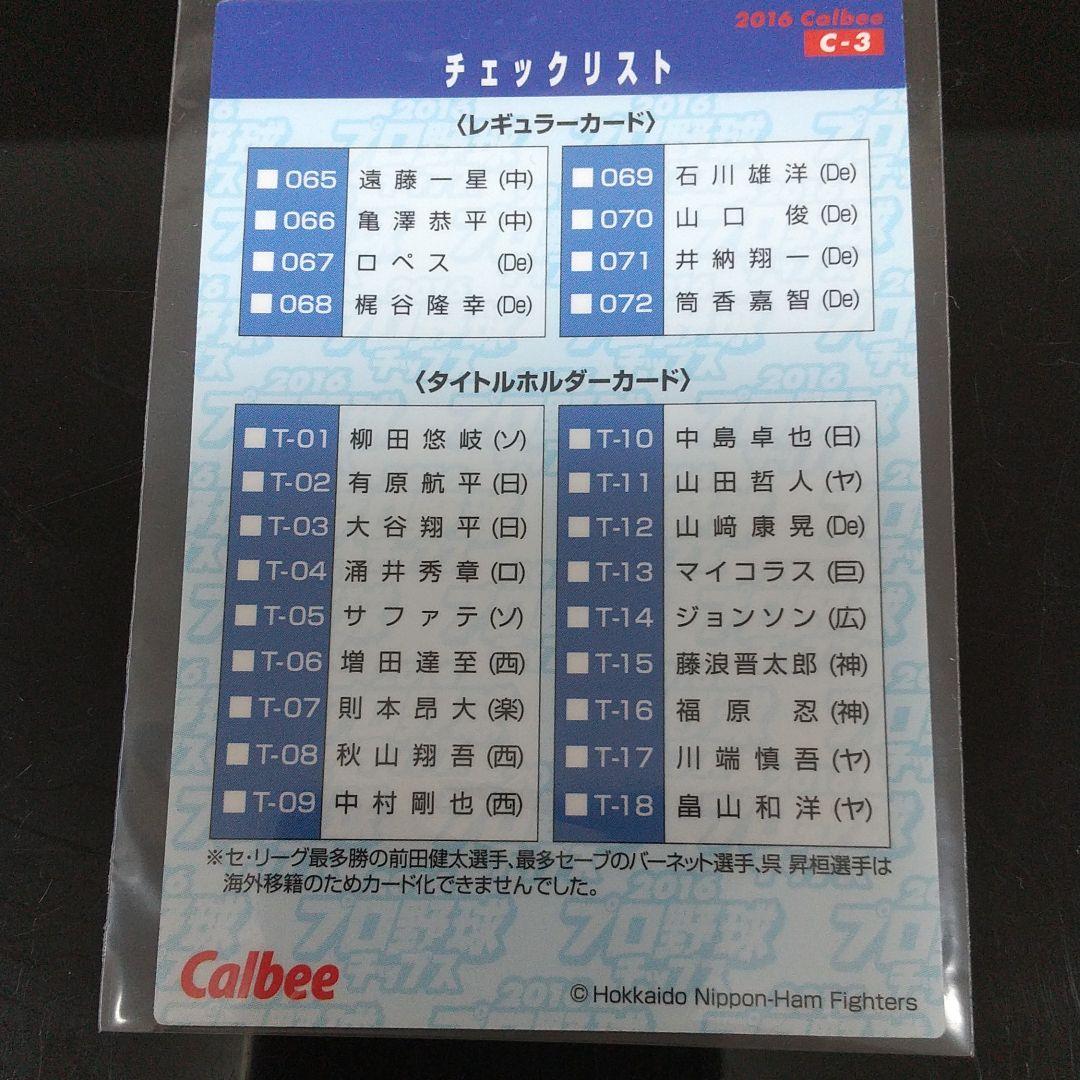 2016 Calbee
C-3
チェックリスト
〈レギュラーカード〉
065 遠藤一星 (中)
066 亀澤恭平 (中)
067 ロペス (De)
068 梶谷隆幸 (De)
069 石川雄洋 (De)
070 山口 俊 (De)
071 井納翔一 (De)
072 筒香嘉智 (De)
〈タイトルホルダーカード〉
T-01 柳田悠岐 (ソ)
T-02 有原航平 (日)
T-03 大谷翔平 (日)
T-04 涌井秀章 (ロ)
T-05 サファテ (ソ)
T-06 増田達至 (西)
T-07 則本昂大 (楽)
T-08 秋山翔吾 (西)
T-09 中村剛也 (西)
T-10 中島卓也 (日)
T-11 山田哲人 (ヤ)
T-12 山﨑康晃 (De)
T-13 マイコラス (巨)
T-14 ジョンソン (広)
T-15 藤浪晋太郎 (神)
T-16 福原 忍 (神)
T-17 川端慎吾 (ヤ)
T-18 畠山和洋 (ヤ)
※セ・リーグ最多勝の前田健太選手、最多セーブのバーネット選手、呉 昇桓選手は
海外移籍のためカード化できませんでした。
Calbee
© Hokkaido Nippon-Ham Fighters